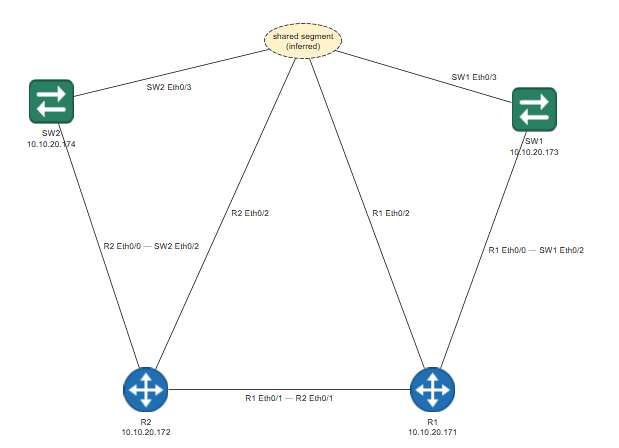 shared segment
(inferred)
SW1 Eth0/3
SW2 Eth0/3
SW2
10.10.20.174
SW1
10.10.20.173
R2 Eth0/2
R1 Eth0/2
R2 Eth0/0 — SW2 Eth0/2
R1 Eth0/0 — SW1 Eth0/2
R1 Eth0/1 — R2 Eth0/1
R2
10.10.20.172
R1
10.10.20.171